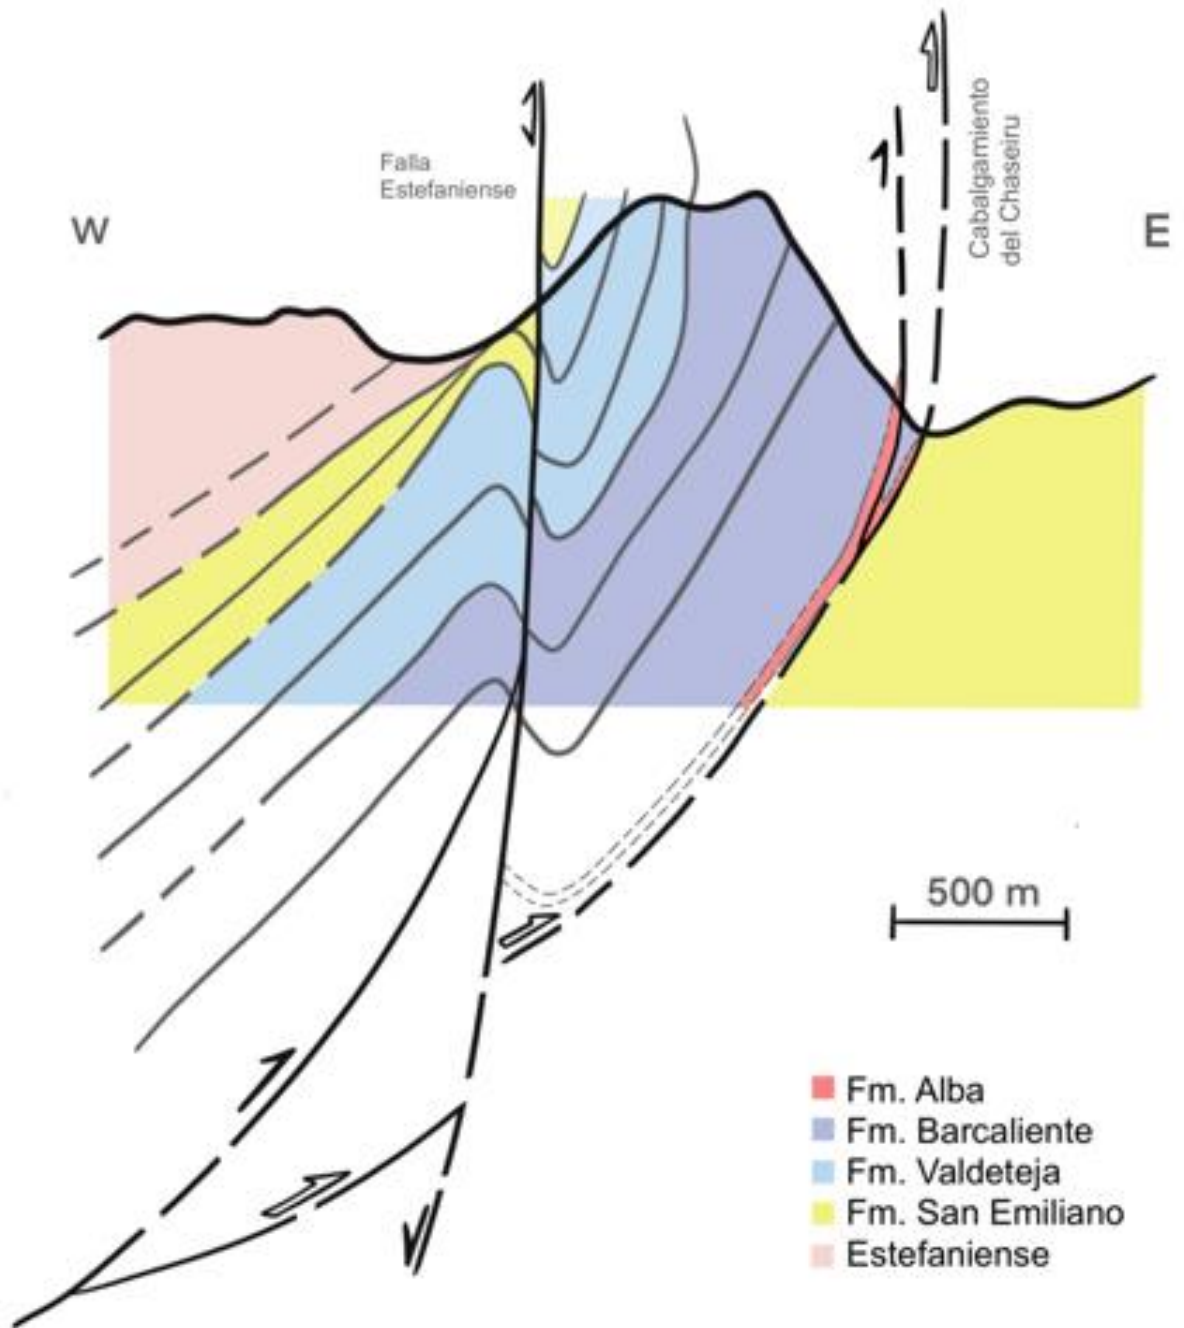 Falla
Estefaniense
W
Cabalgamiento
del Chaseiru
E
500 m
Fm. Alba
Fm. Barcaliente
Fm. Valdeteja
Fm. San Emiliano
Estefaniense